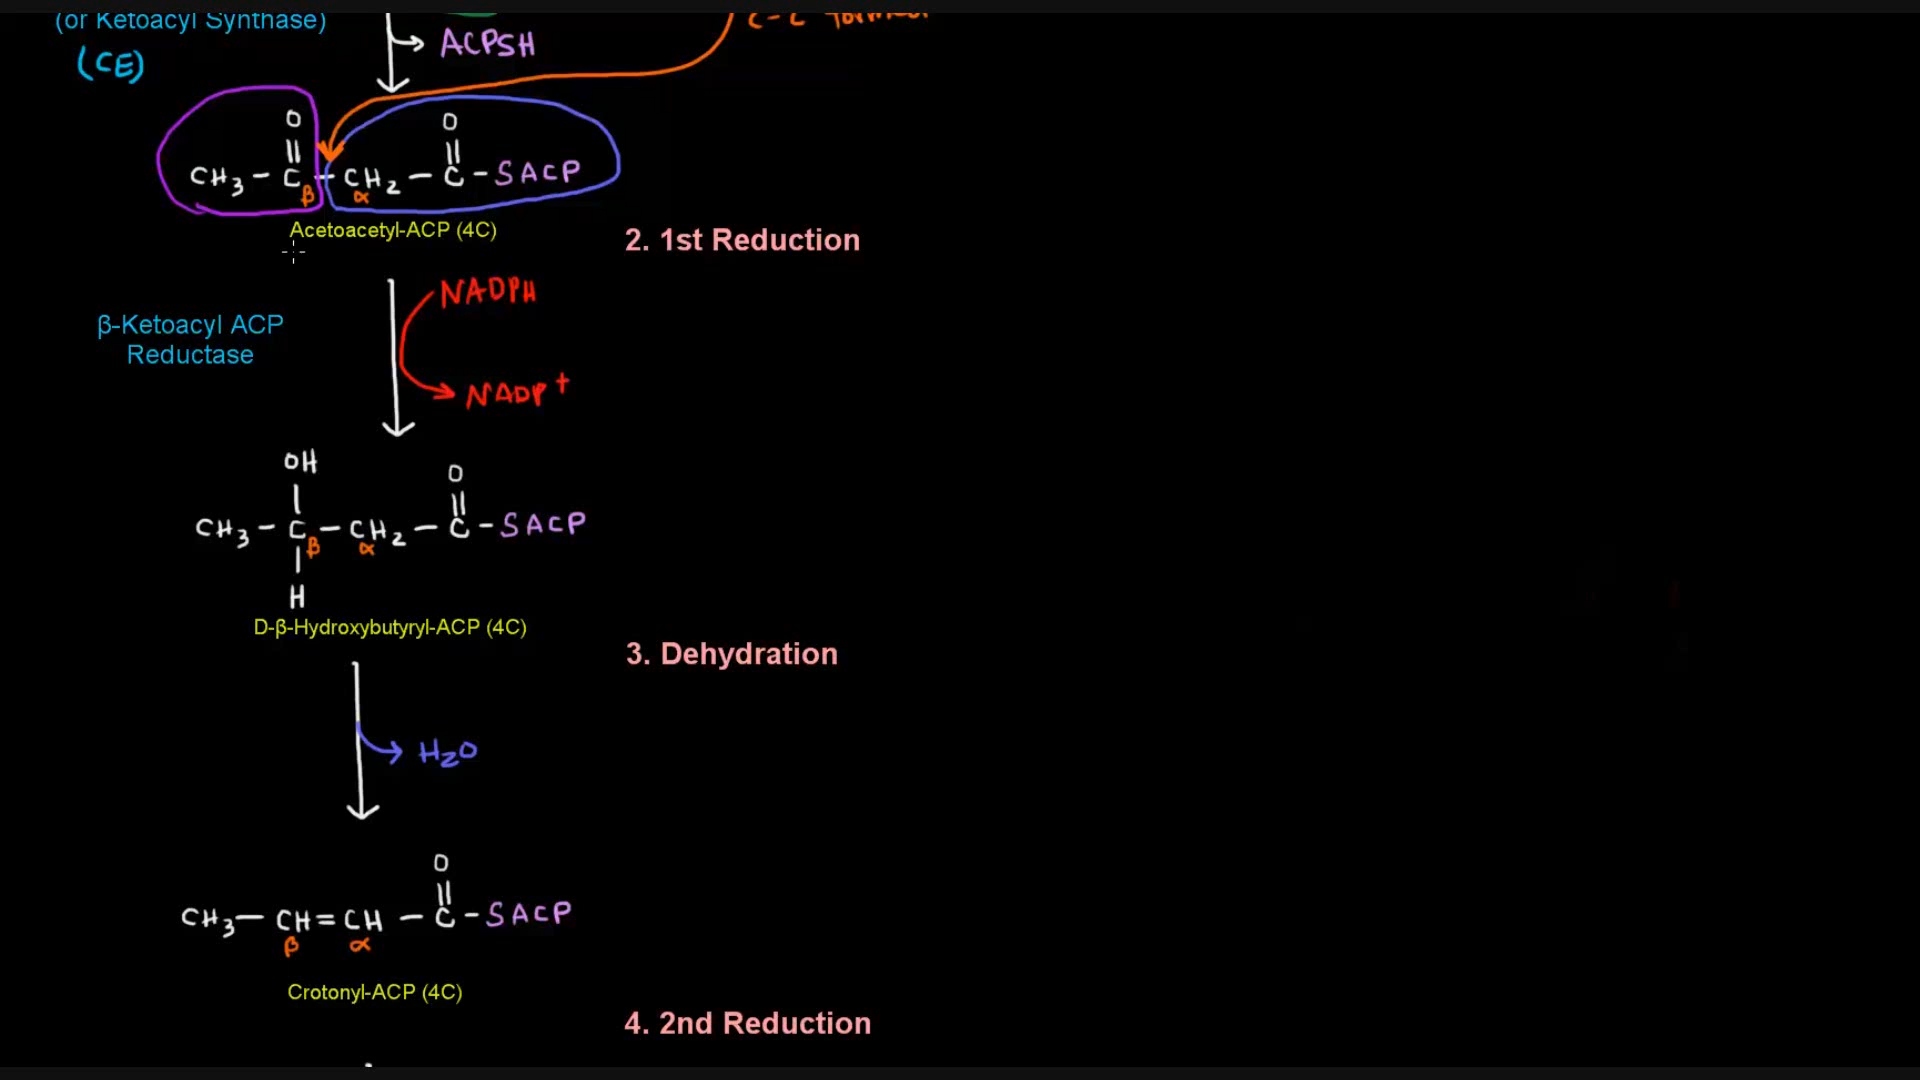 (or Ketoacyl Synthase)
(CE)
ACPSH
O O
CH3 - C - CH2 - C - SACP
β α
Acetoacetyl-ACP (4C)
2. 1st Reduction
NADPH
β-Ketoacyl ACP
Reductase
NADP+
OH O
CH3 - C - CH2 - C - SACP
β α
H
D-β-Hydroxybutyryl-ACP (4C)
3. Dehydration
H2O
O
CH3 - CH = CH - C - SACP
β α
Crotonyl-ACP (4C)
4. 2nd Reduction